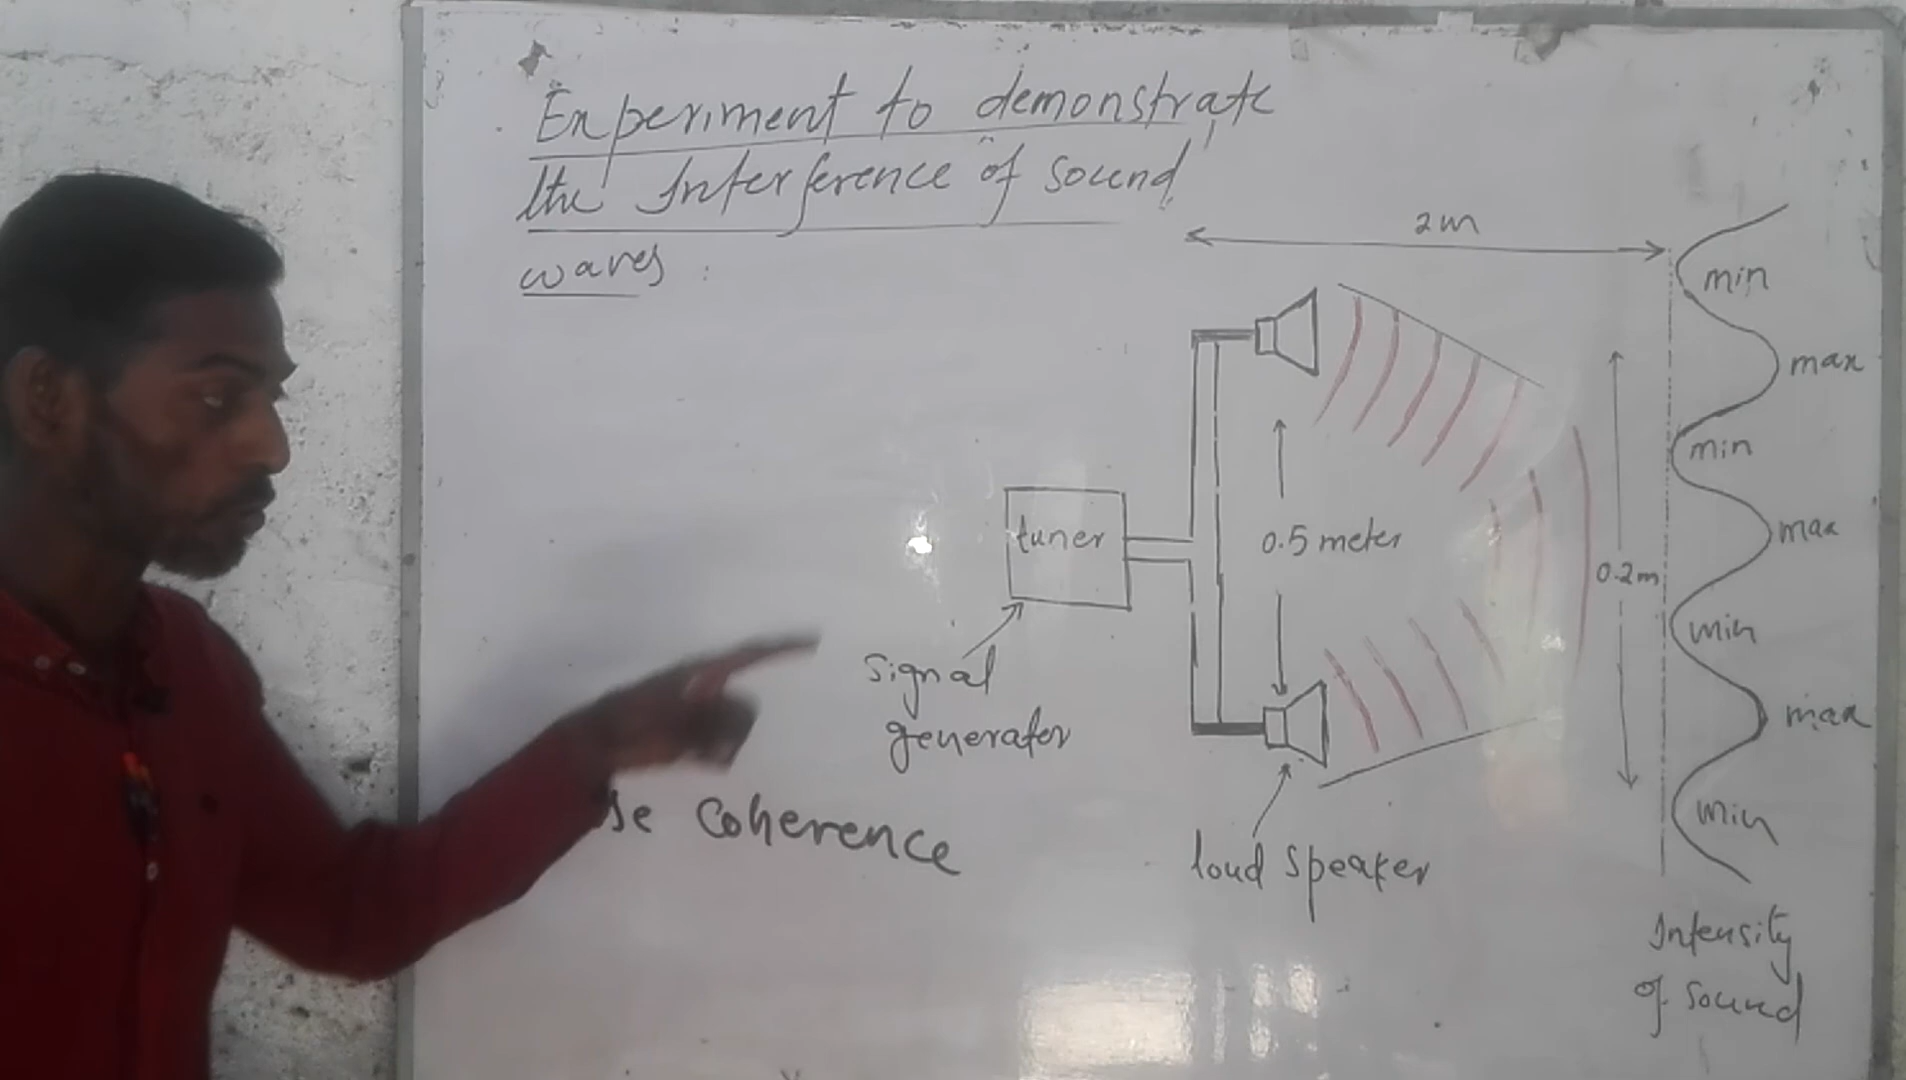 Experiment to demonstrate
the Interference of sound
waves :
2m
min
max
min
max
tuner
0.5 meter
0.2m
min
signal
generator
max
min
coherence
loud speaker
Intensity
of sound